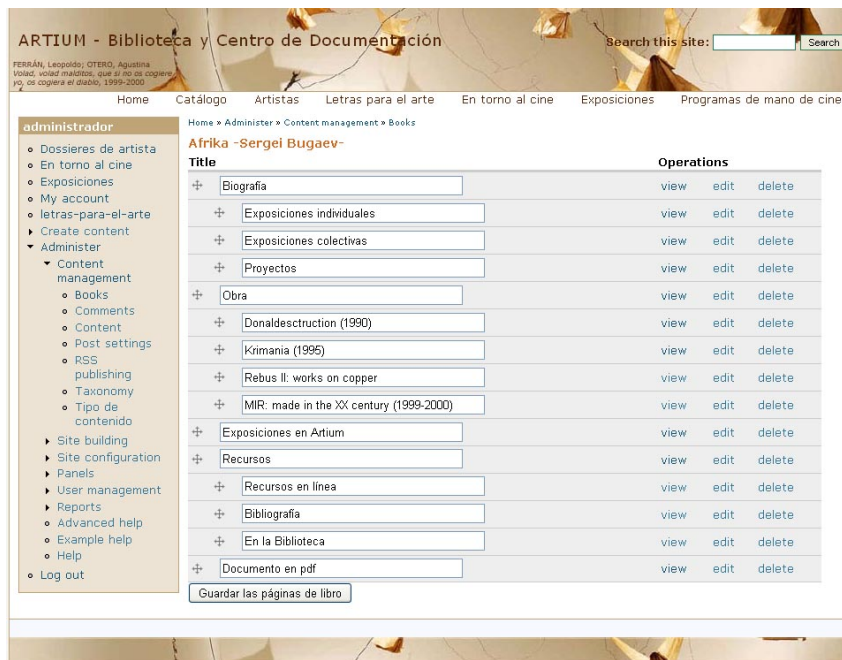 ARTIUM - Biblioteca y Centro de Documentación
Search this site:
Search
FERRÁN, Leopoldo; OTERO, Agustina
Volad, volad malditos, que si no os cogiere
yo, os cogiera el diablo, 1999-2000
Home Catálogo Artistas Letras para el arte En torno al cine Exposiciones Programas de mano de cine
administrador
Dossieres de artista
En torno al cine
Exposiciones
My account
letras-para-el-arte
Create content
Administer
Content
management
Books
Comments
Content
Post settings
RSS
publishing
Taxonomy
Tipo de
contenido
Site building
Site configuration
Panels
User management
Reports
Advanced help
Example help
Help
Log out
Home » Administer » Content management » Books
Afrika -Sergei Bugaev-
Title Operations
Biografía view edit delete
Exposiciones individuales view edit delete
Exposiciones colectivas view edit delete
Proyectos view edit delete
Obra view edit delete
Donaldesctruction (1990) view edit delete
Krimania (1995) view edit delete
Rebus II: works on copper view edit delete
MIR: made in the XX century (1999-2000) view edit delete
Exposiciones en Artium view edit delete
Recursos view edit delete
Recursos en línea view edit delete
Bibliografía view edit delete
En la Biblioteca view edit delete
Documento en pdf view edit delete
Guardar las páginas de libro